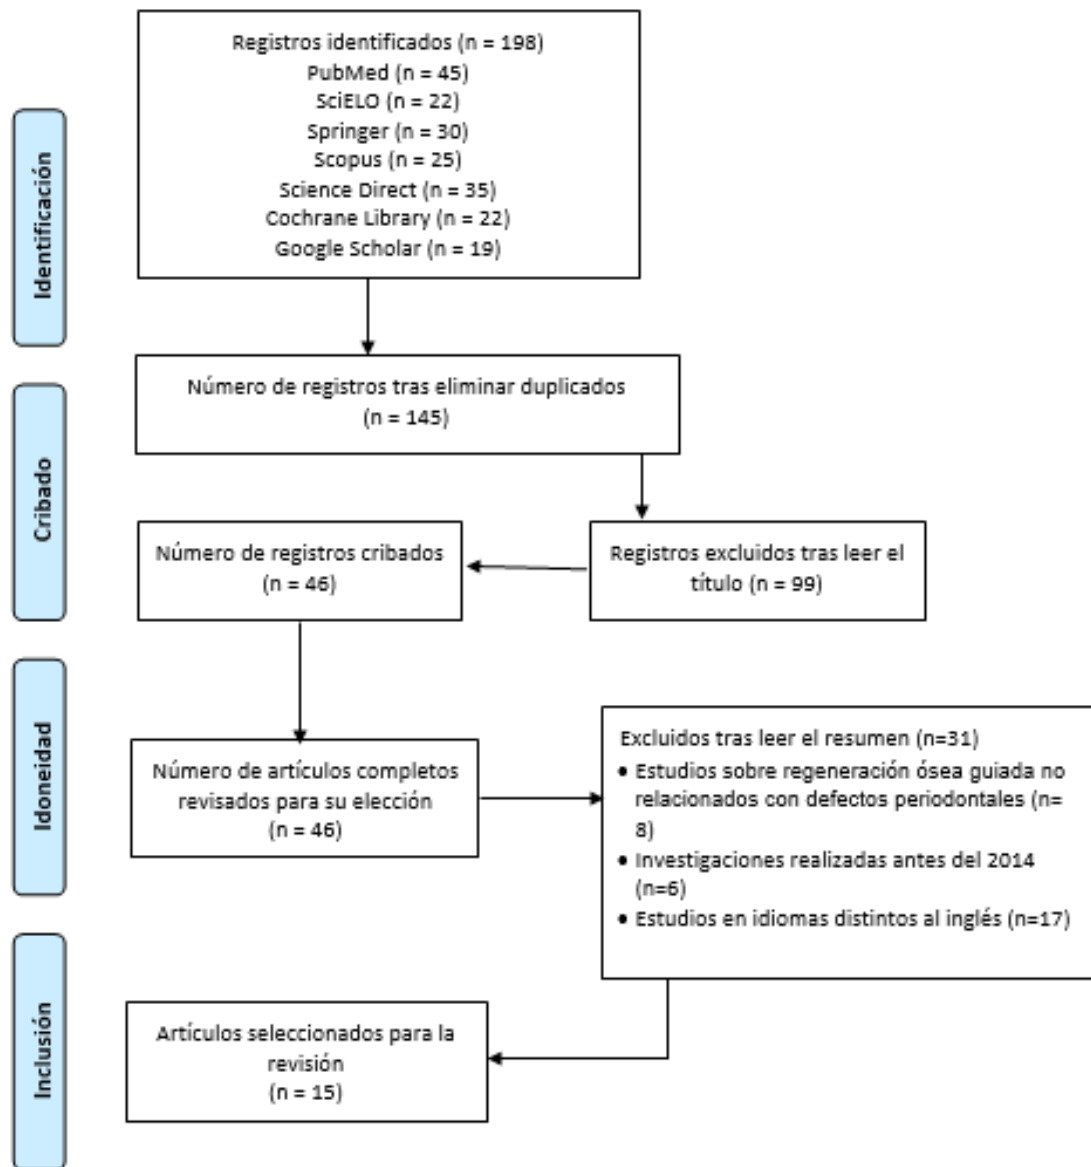 Identificación
Registros identificados (n = 198)
PubMed (n = 45)
SciELO (n = 22)
Springer (n = 30)
Scopus (n = 25)
Science Direct (n = 35)
Cochrane Library (n = 22)
Google Scholar (n = 19)
Número de registros tras eliminar duplicados
(n = 145)
Cribado
Número de registros cribados
(n = 46)
Registros excluidos tras leer el
título (n = 99)
Idoneidad
Número de artículos completos
revisados para su elección
(n = 46)
Excluidos tras leer el resumen (n=31)
• Estudios sobre regeneración ósea guiada no
relacionados con defectos periodontales (n=
8)
• Investigaciones realizadas antes del 2014
(n=6)
• Estudios en idiomas distintos al inglés (n=17)
Inclusión
Artículos seleccionados para la
revisión
(n = 15)